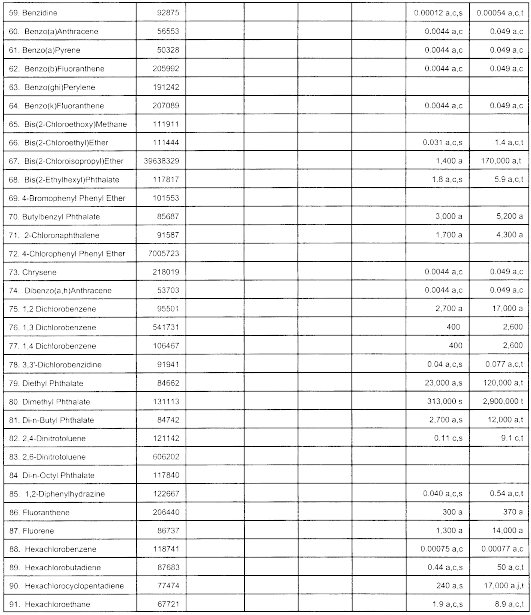 59. Benzidine 92875 0.00012 a,c,s 0.00054 a,c,t
60. Benzo(a)Anthracene 56553 0.0044 a,c 0.049 a,c
61. Benzo(a)Pyrene 50328 0.0044 a,c 0.049 a,c
62. Benzo(b)Fluoranthene 205992 0.0044 a,c 0.049 a,c
63. Benzo(ghi)Perylene 191242
64. Benzo(k)Fluoranthene 207089 0.0044 a,c 0.049 a,c
65. Bis(2-Chloroethoxy)Methane 111911
66. Bis(2-Chloroethyl)Ether 111444 0.031 a,c,s 1.4 a,c,t
67. Bis(2-Chloroisopropyl)Ether 39638329 1,400 a 170,000 a,t
68. Bis(2-Ethylhexyl)Phthalate 117817 1.8 a,c,s 5.9 a,c,t
69. 4-Bromophenyl Phenyl Ether 101553
70. Butylbenzyl Phthalate 85687 3,000 a 5,200 a
71. 2-Chloronaphthalene 91587 1,700 a 4,300 a
72. 4-Chlorophenyl Phenyl Ether 7005723
73. Chrysene 218019 0.0044 a,c 0.049 a,c
74. Dibenzo(a,h)Anthracene 53703 0.0044 a,c 0.049 a,c
75. 1,2 Dichlorobenzene 95501 2,700 a 17,000 a
76. 1,3 Dichlorobenzene 541731 400 2,600
77. 1,4 Dichlorobenzene 106467 400 2,600
78. 3,3'-Dichlorobenzidine 91941 0.04 a,c,s 0.077 a,c,t
79. Diethyl Phthalate 84662 23,000 a,s 120,000 a,t
80. Dimethyl Phthalate 131113 313,000 s 2,900,000 t
81. Di-n-Butyl Phthalate 84742 2,700 a,s 12,000 a,t
82. 2,4-Dinitrotoluene 121142 0.11 c,s 9.1 c,t
83. 2,6-Dinitrotoluene 606202
84 Di-n-Octyl Phthalate 117840
85. 1,2-Diphenylhydrazine 122667 0.040 a,c,s 0.54 a,c,t
86. Fluoranthene 206440 300 a 370 a
87. Fluorene 86737 1,300 a 14,000 a
88. Hexachlorobenzene 118741 0.00075 a,c 0.00077 a,c
89. Hexachlorobutadiene 87683 0.44 a,c,s 50 a,c,t
90. Hexachlorocyclopentadiene 77474 240 a,s 17,000 a,j,t
91. Hexachloroethane 67721 1.9 a,c,s 8.9 a,c,t